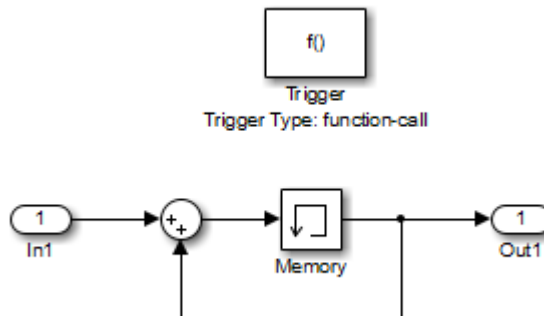 f()
Trigger
Trigger Type: function-call
1
+
+
1
In1
Memory
Out1